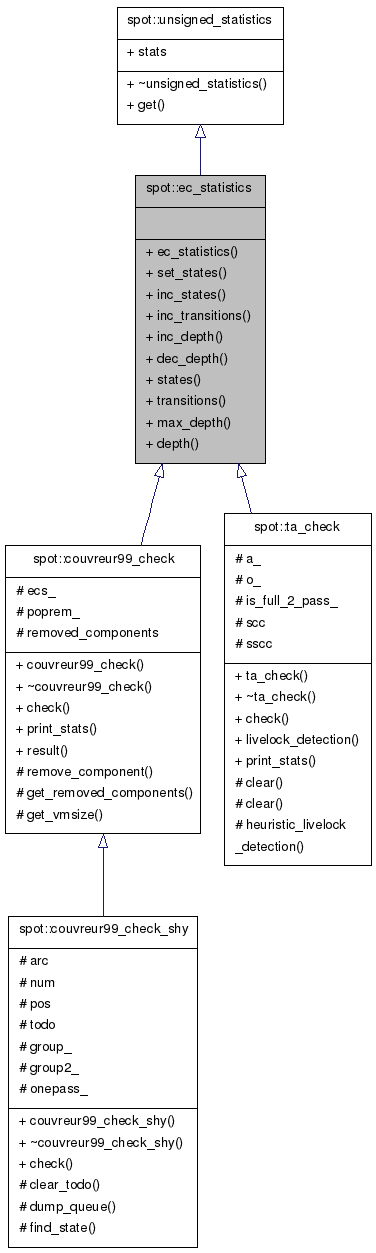 spot::unsigned_statistics
+ stats
+ ~unsigned_statistics()
+ get()
spot::ec_statistics
+ ec_statistics()
+ set_states()
+ inc_states()
+ inc_transitions()
+ inc_depth()
+ dec_depth()
+ states()
+ transitions()
+ max_depth()
+ depth()
spot::couvreur99_check
# ecs_
# poprem_
# removed_components
+ couvreur99_check()
+ ~couvreur99_check()
+ check()
+ print_stats()
+ result()
# remove_component()
# get_removed_components()
# get_vmsize()
spot::ta_check
# a_
# o_
# is_full_2_pass_
# scc
# sscc
+ ta_check()
+ ~ta_check()
+ check()
+ livelock_detection()
+ print_stats()
# clear()
# clear()
# heuristic_livelock
_detection()
spot::couvreur99_check_shy
# arc
# num
# pos
# todo
# group_
# group2_
# onepass_
+ couvreur99_check_shy()
+ ~couvreur99_check_shy()
+ check()
# clear_todo()
# dump_queue()
# find_state()